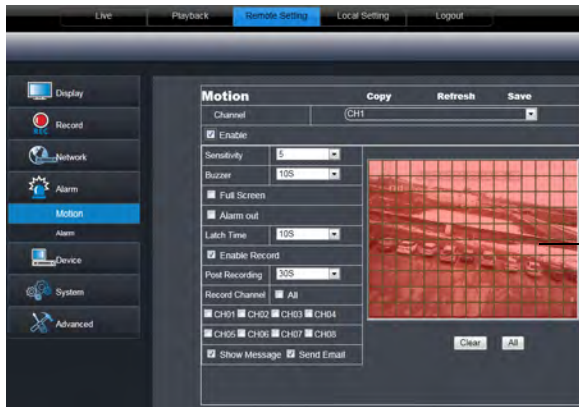 Live Playback Remote Setting Local Setting Logout
Display
Record
REC
Network
Alarm
Motion
Alarm
Device
System
Advanced
Motion Copy Refresh Save
Channel CH1
Enable
Sensitivity 5
Buzzer 10S
Full Screen
Alarm out
Latch Time 10S
Enable Record
Post Recording 30S
Record Channel All
CH01 CH02 CH03 CH04
CH05 CH06 CH07 CH08
Show Message Send Email
Clear All